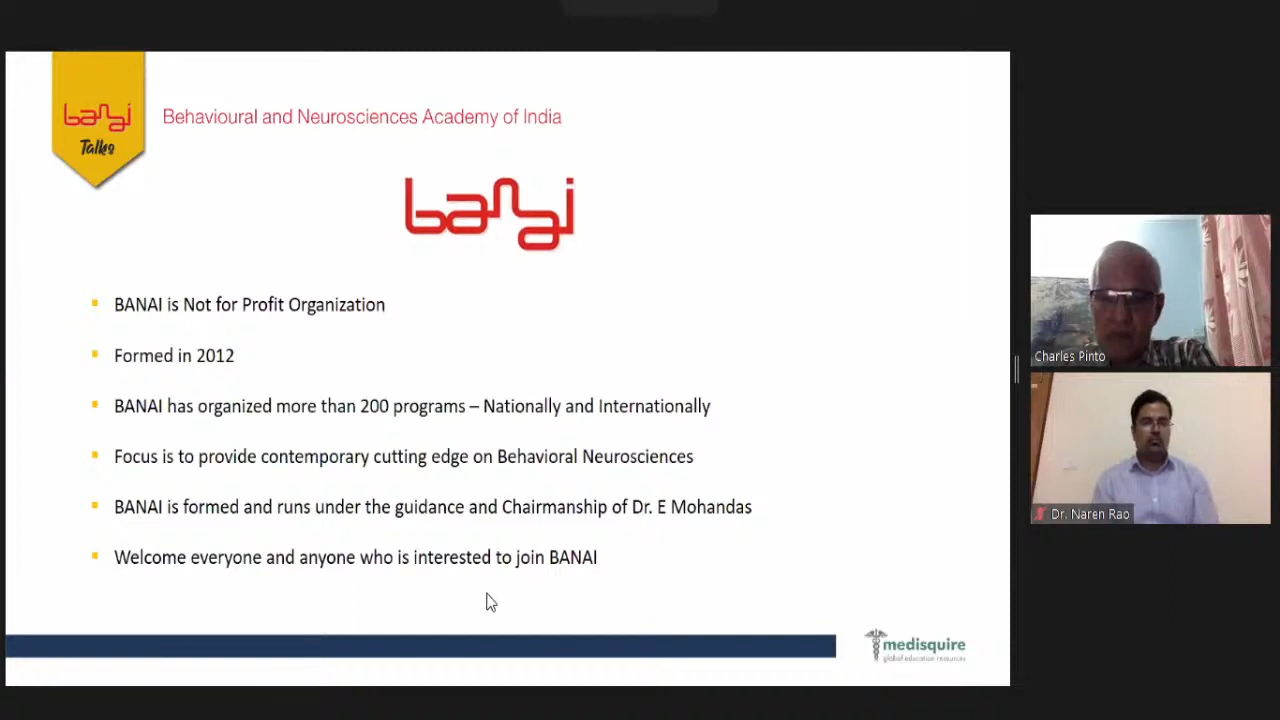 banai
Talks
Behavioural and Neurosciences Academy of India
banai
BANAI is Not for Profit Organization
Formed in 2012
BANAI has organized more than 200 programs – Nationally and Internationally
Focus is to provide contemporary cutting edge on Behavioral Neurosciences
BANAI is formed and runs under the guidance and Chairmanship of Dr. E Mohandas
Welcome everyone and anyone who is interested to join BANAI
medisquire
global education resources
Charles Pinto
Dr. Naren Rao